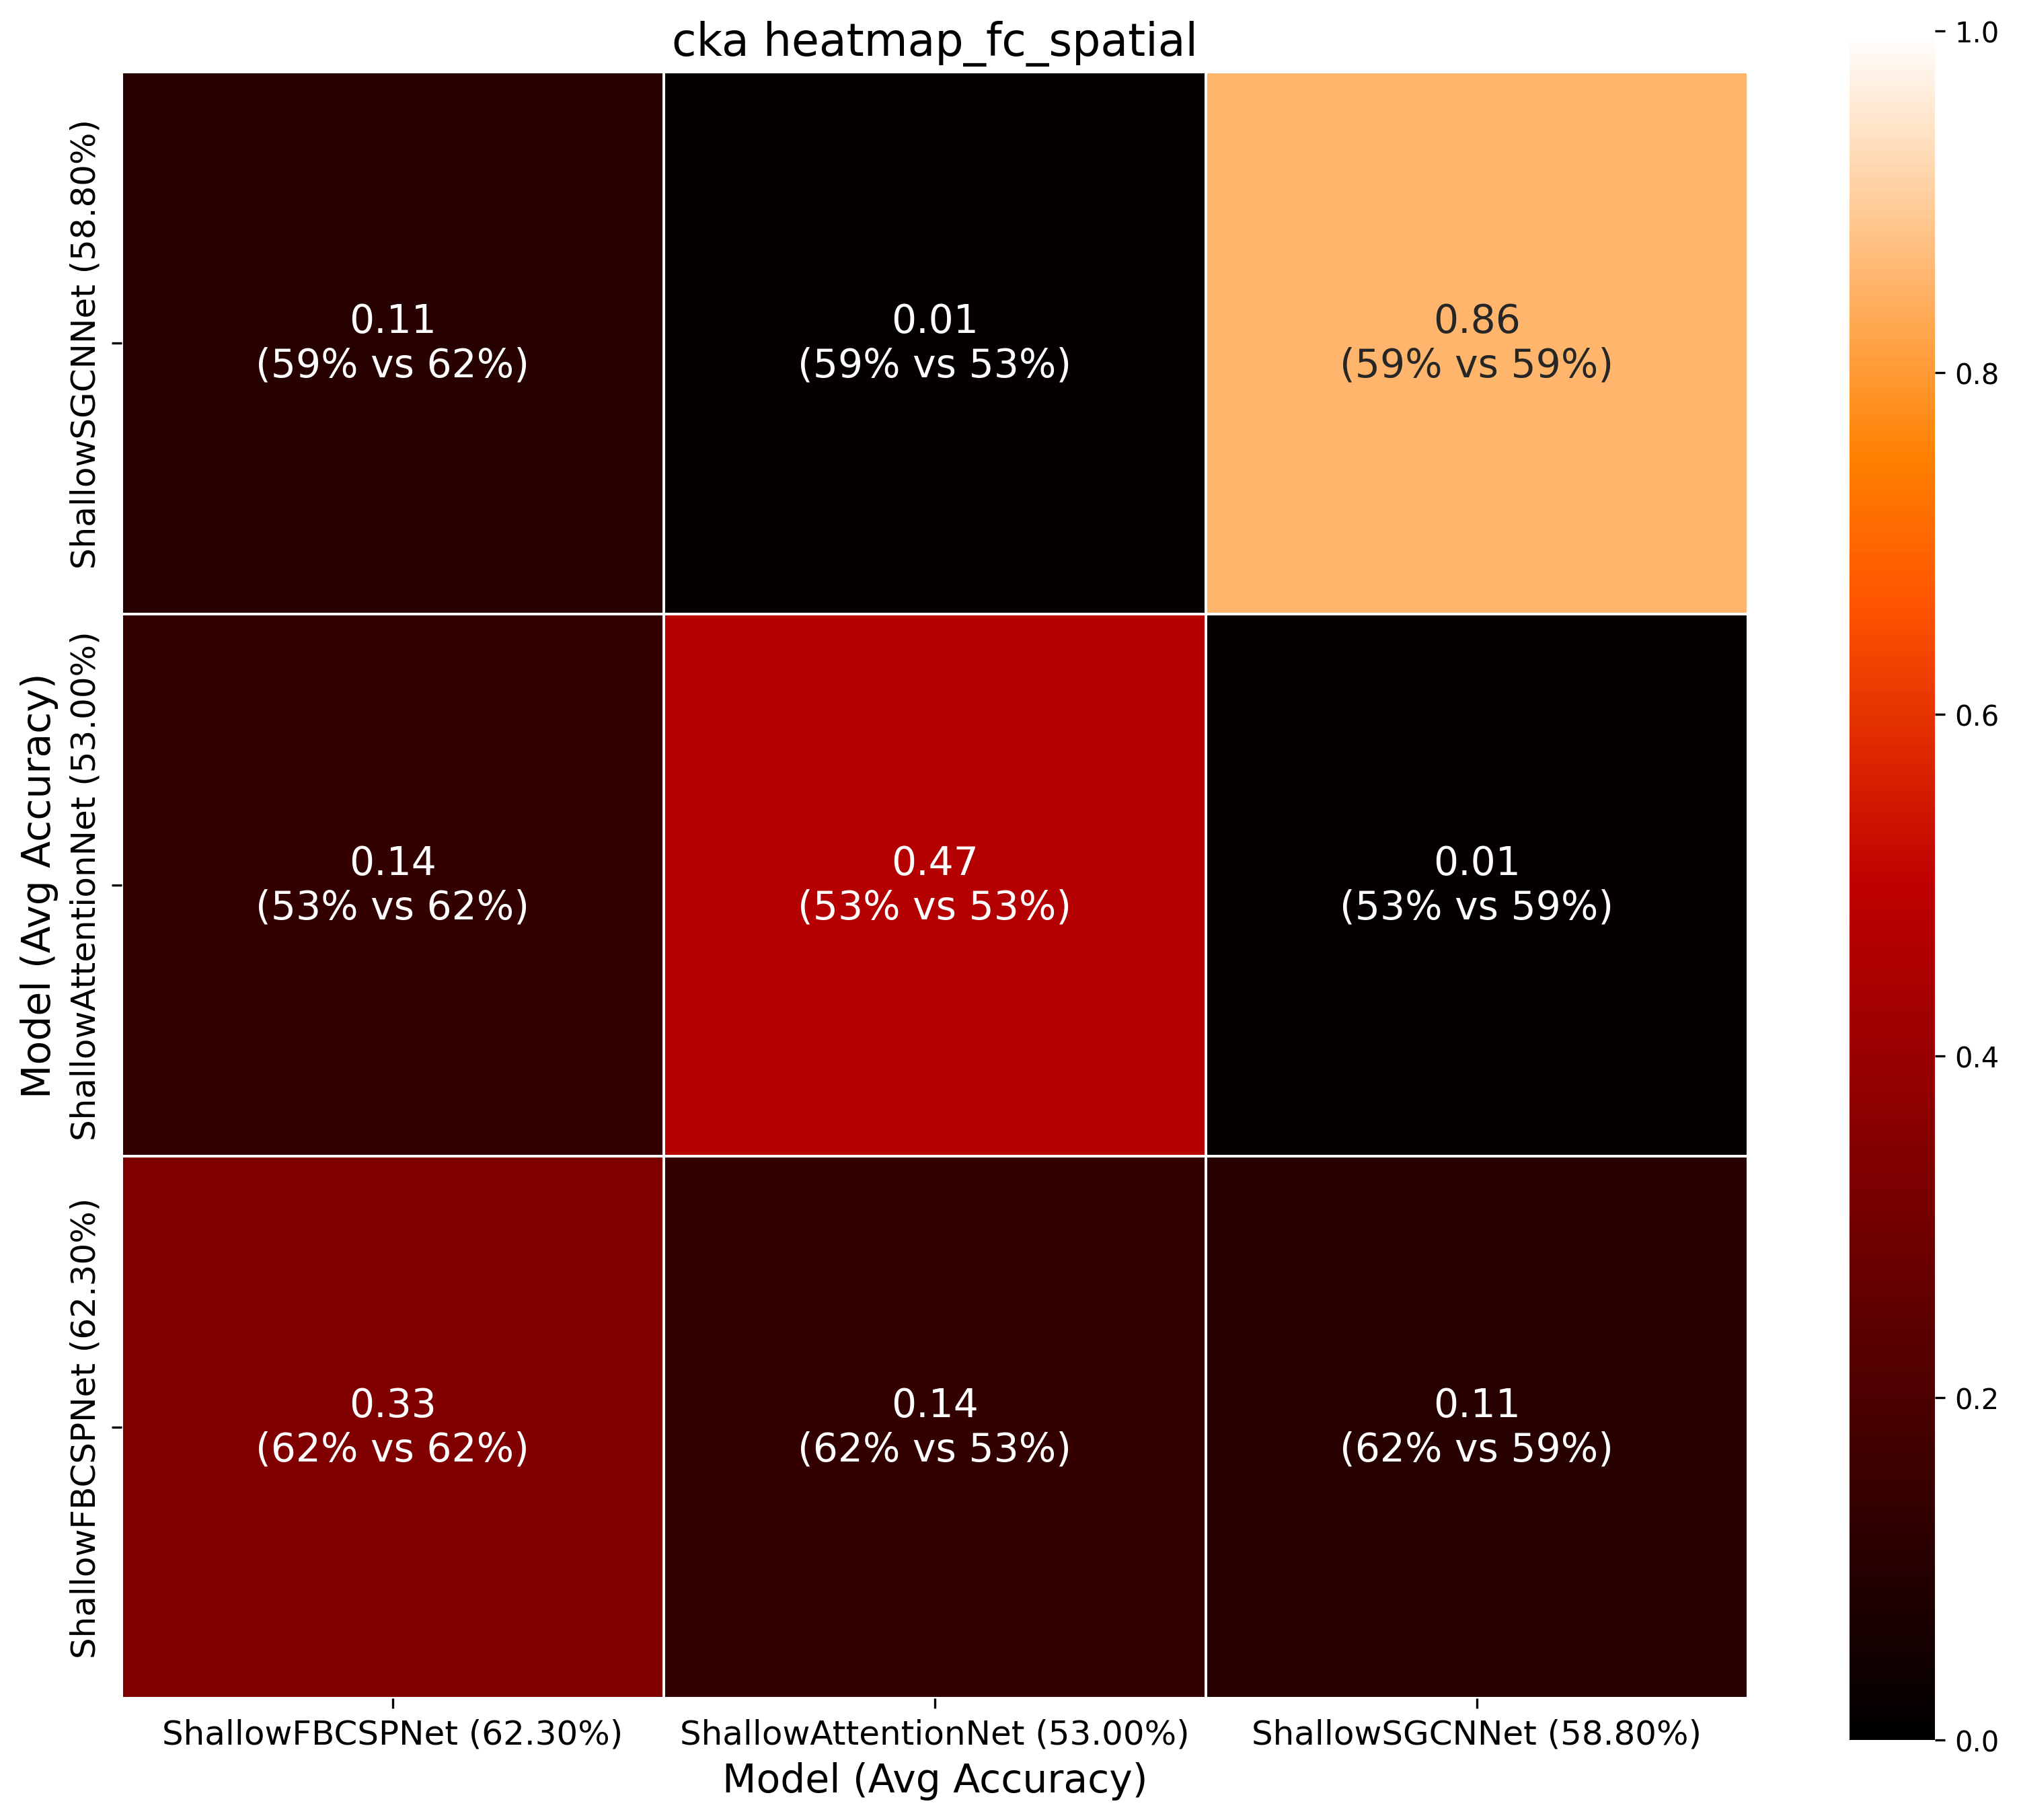 cka heatmap_fc_spatial
Model (Avg Accuracy)
ShallowSGCNNet (58.80%)
0.11
(59% vs 62%)
0.01
(59% vs 53%)
0.86
(59% vs 59%)
ShallowAttentionNet (53.00%)
0.14
(53% vs 62%)
0.47
(53% vs 53%)
0.01
(53% vs 59%)
ShallowFBCSPNet (62.30%)
0.33
(62% vs 62%)
0.14
(62% vs 53%)
0.11
(62% vs 59%)
ShallowFBCSPNet (62.30%)
ShallowAttentionNet (53.00%)
ShallowSGCNNet (58.80%)
Model (Avg Accuracy)
1.0
0.8
0.6
0.4
0.2
0.0